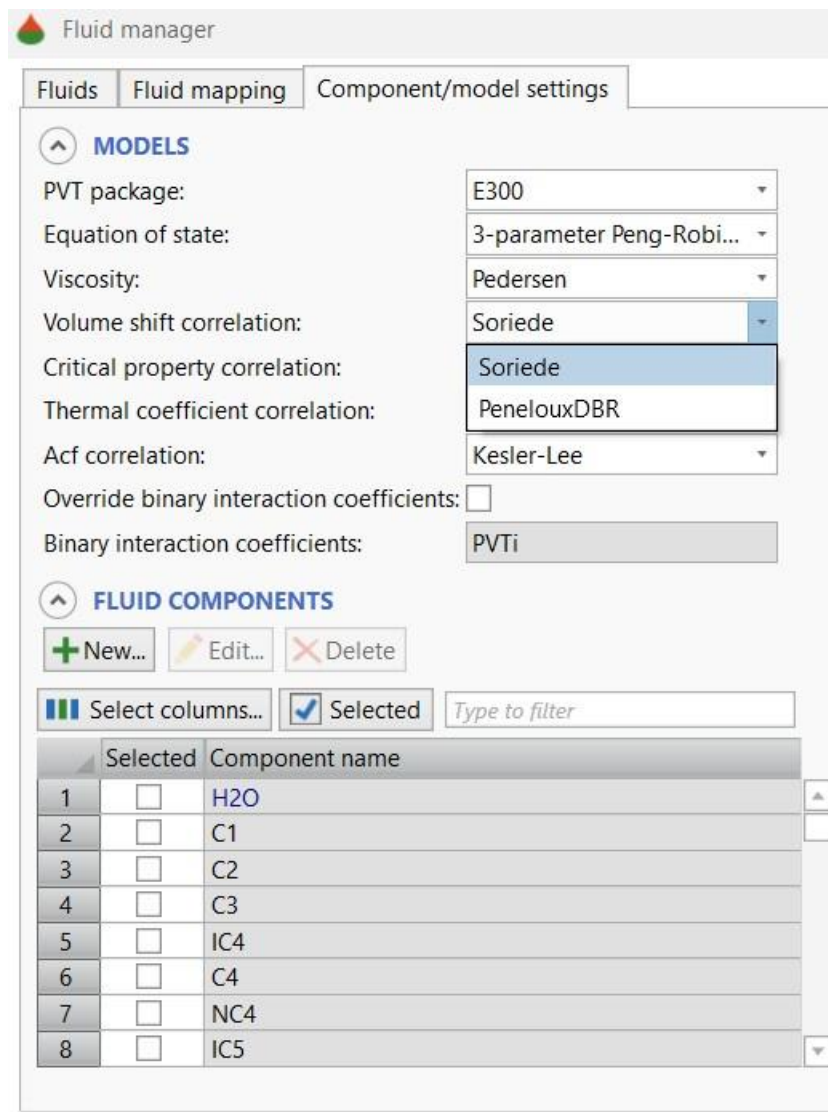 Fluid manager
Fluids Fluid mapping Component/model settings
MODELS
PVT package: E300
Equation of state: 3-parameter Peng-Robi...
Viscosity: Pedersen
Volume shift correlation: Soriede
Critical property correlation: Soriede
Thermal coefficient correlation: PenelouxDBR
Acf correlation: Kesler-Lee
Override binary interaction coefficients:
Binary interaction coefficients: PVTi
FLUID COMPONENTS
New... Edit... Delete
Select columns... Selected Type to filter
Selected Component name
1 H2O
2 C1
3 C2
4 C3
5 IC4
6 C4
7 NC4
8 IC5